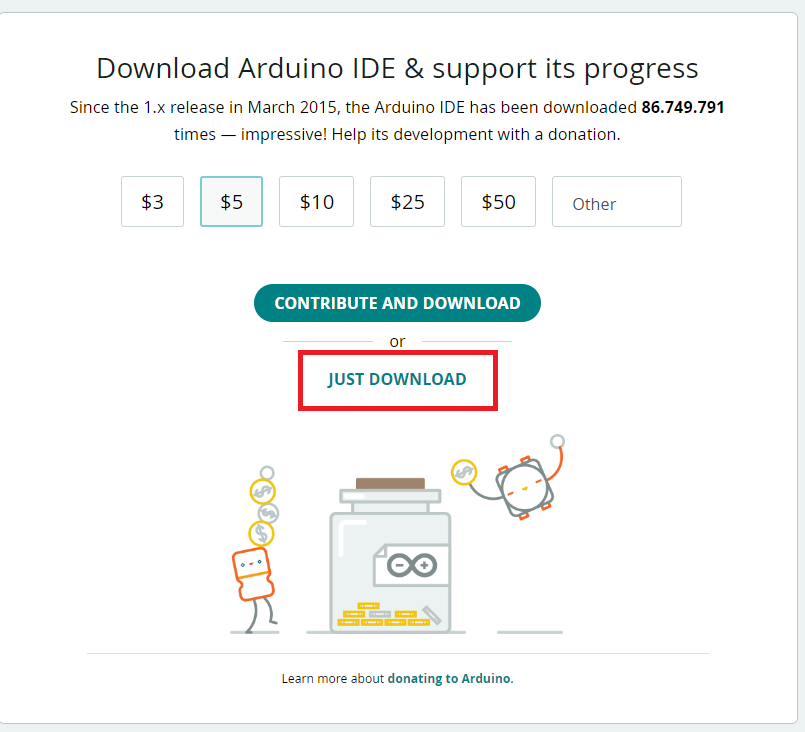 Download Arduino IDE & support its progress
Since the 1.x release in March 2015, the Arduino IDE has been downloaded 86.749.791
times — impressive! Help its development with a donation.
$3 $5 $10 $25 $50 Other
CONTRIBUTE AND DOWNLOAD
or
JUST DOWNLOAD
Learn more about donating to Arduino.